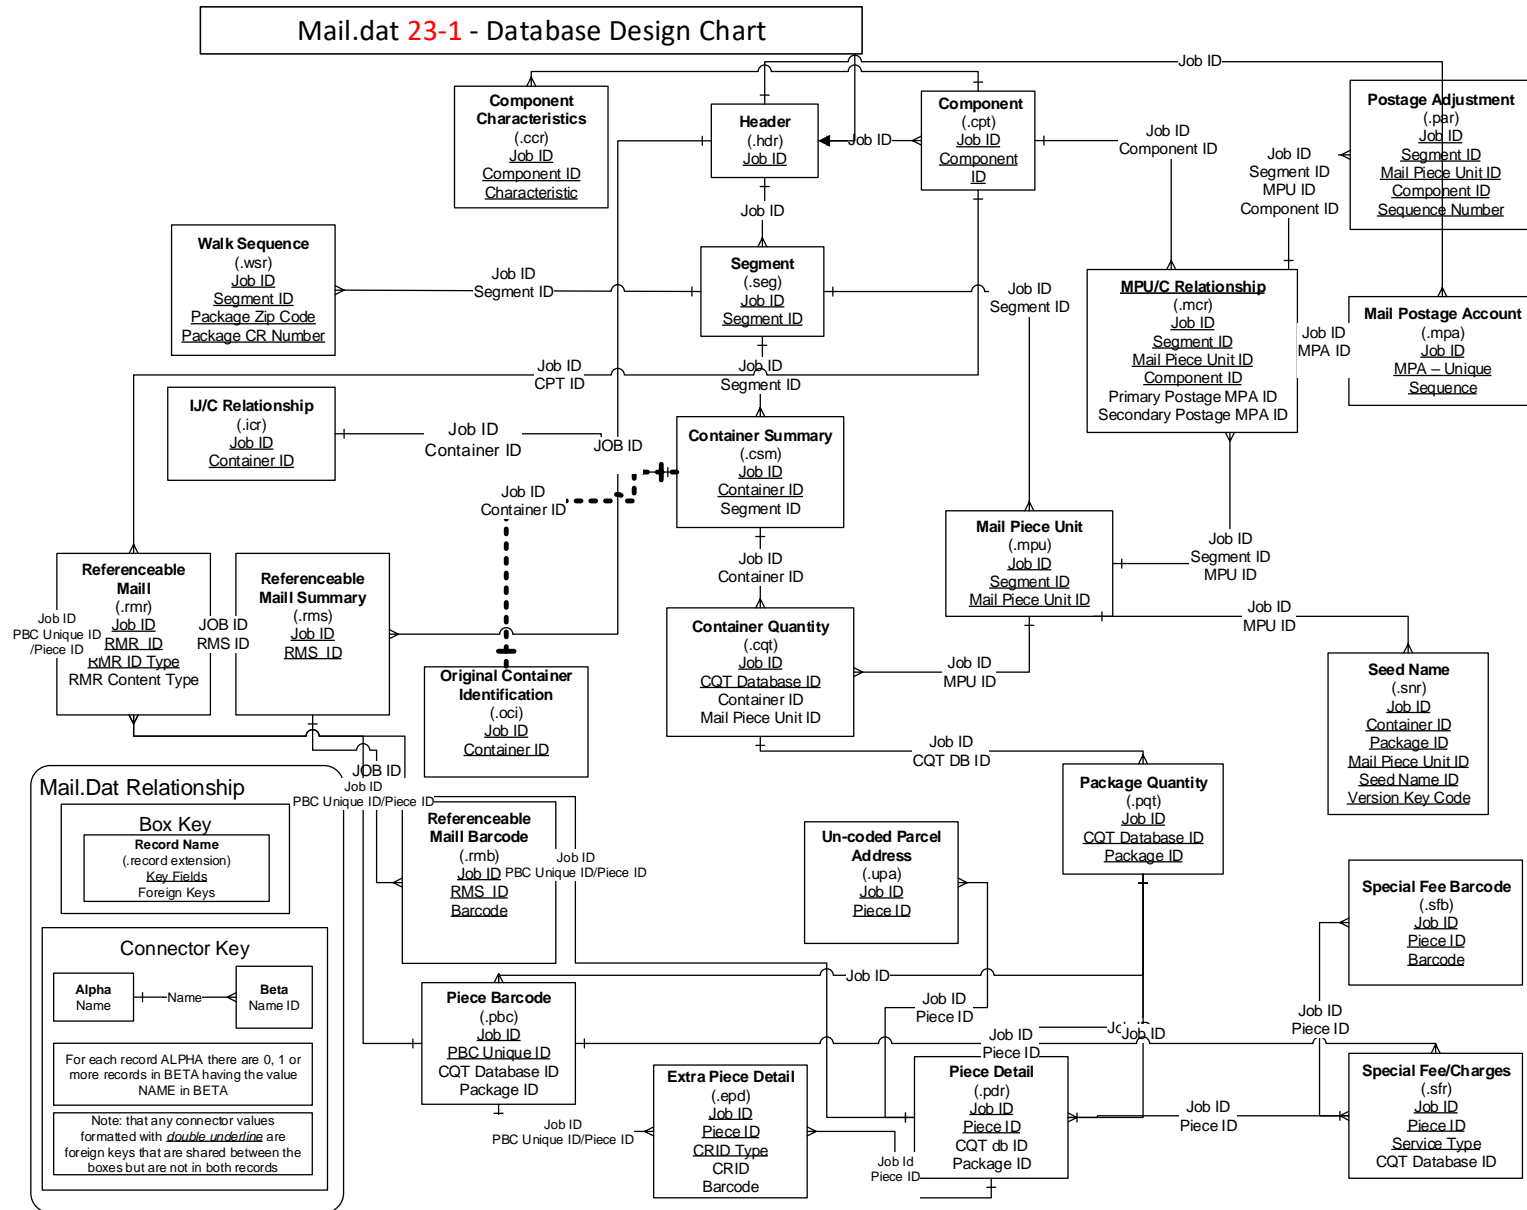 Mail.dat 23-1 - Database Design Chart
Job ID
Component
Characteristics
(.ccr)
Job ID
Component ID
Characteristic
Header
(.hdr)
Job ID
Job ID
Component
(.cpt)
Job ID
Component
ID
Job ID
Component ID
Postage Adjustment
(.par)
Job ID
Segment ID
Mail Piece Unit ID
Component ID
Sequence Number
Job ID
Segment ID
MPU ID
Component ID
Job ID
Walk Sequence
(.wsr)
Job ID
Segment ID
Package Zip Code
Package CR Number
Job ID
Segment ID
Segment
(.seg)
Job ID
Segment ID
Job ID
Segment ID
MPU/C Relationship
(.mcr)
Job ID
Segment ID
Mail Piece Unit ID
Component ID
Primary Postage MPA ID
Secondary Postage MPA ID
Job ID
MPA ID
Mail Postage Account
(.mpa)
Job ID
MPA – Unique
Sequence
Job ID
CPT ID
Job ID
Segment ID
IJ/C Relationship
(.icr)
Job ID
Container ID
Job ID
Container ID
JOB ID
Container Summary
(.csm)
Job ID
Container ID
Segment ID
Job ID
Container ID
Job ID
Container ID
Mail Piece Unit
(.mpu)
Job ID
Segment ID
Mail Piece Unit ID
Job ID
Segment ID
MPU ID
Job ID
MPU ID
Referenceable
Maill
(.rmr)
Job ID
RMR_ID
RMR ID Type
RMR Content Type
Job ID
PBC Unique ID
/Piece ID
JOB ID
RMS ID
Referenceable
Maill Summary
(.rms)
Job ID
RMS_ID
Original Container
Identification
(.oci)
Job ID
Container ID
Container Quantity
(.cqt)
Job ID
CQT Database ID
Container ID
Mail Piece Unit ID
Job ID
MPU ID
Seed Name
(.snr)
Job ID
Container ID
Package ID
Mail Piece Unit ID
Seed Name ID
Version Key Code
Job ID
CQT DB ID
JOB ID
Job ID
PBC Unique ID/Piece ID
Package Quantity
(.pqt)
Job ID
CQT Database ID
Package ID
Referenceable
Maill Barcode
(.rmb)
Job ID
RMS_ID
Barcode
Job ID
PBC Unique ID/Piece ID
Un-coded Parcel
Address
(.upa)
Job ID
Piece ID
Special Fee Barcode
(.sfb)
Job ID
Piece ID
Barcode
Job ID
Piece Barcode
(.pbc)
Job ID
PBC Unique ID
CQT Database ID
Package ID
Job ID
Piece ID
Job ID
Piece ID
Job ID
Job ID
Piece ID
Extra Piece Detail
(.epd)
Job ID
Piece ID
CRID Type
CRID
Barcode
Job ID
PBC Unique ID/Piece ID
Job Id
Piece ID
Piece Detail
(.pdr)
Job ID
Piece ID
CQT db ID
Package ID
Job ID
Piece ID
Special Fee/Charges
(.sfr)
Job ID
Piece ID
Service Type
CQT Database ID
Mail.Dat Relationship
Box Key
Record Name
(.record extension)
Key Fields
Foreign Keys
Connector Key
Alpha
Name
Name
Beta
Name ID
For each record ALPHA there are 0, 1 or
more records in BETA having the value
NAME in BETA
Note: that any connector values
formatted with double underline are
foreign keys that are shared between the
boxes but are not in both records